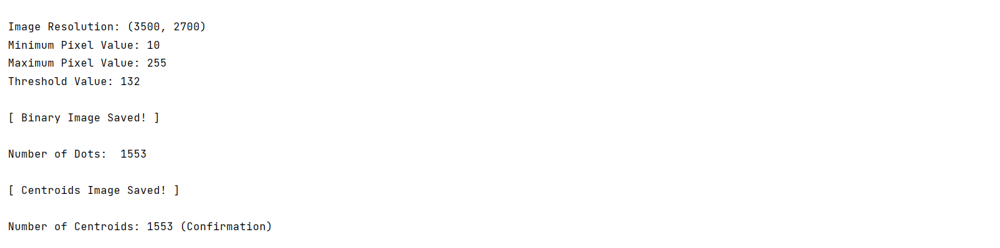 Image Resolution: (3500, 2700)
Minimum Pixel Value: 10
Maximum Pixel Value: 255
Threshold Value: 132
[ Binary Image Saved! ]
Number of Dots:  1553
[ Centroids Image Saved! ]
Number of Centroids: 1553 (Confirmation)